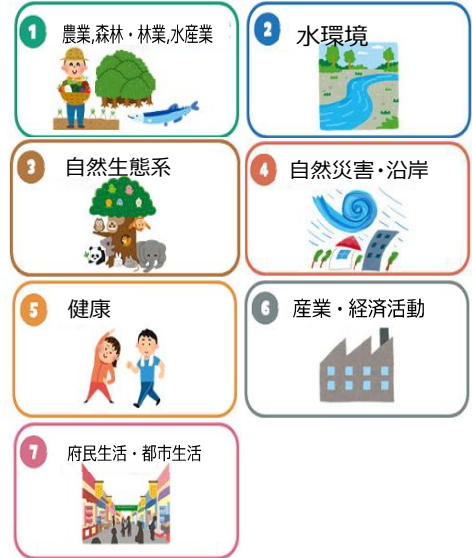 1 農業,森林・林業,水産業
2 水環境
3 自然生態系
4 自然災害・沿岸
5 健康
6 産業・経済活動
7 府民生活・都市生活